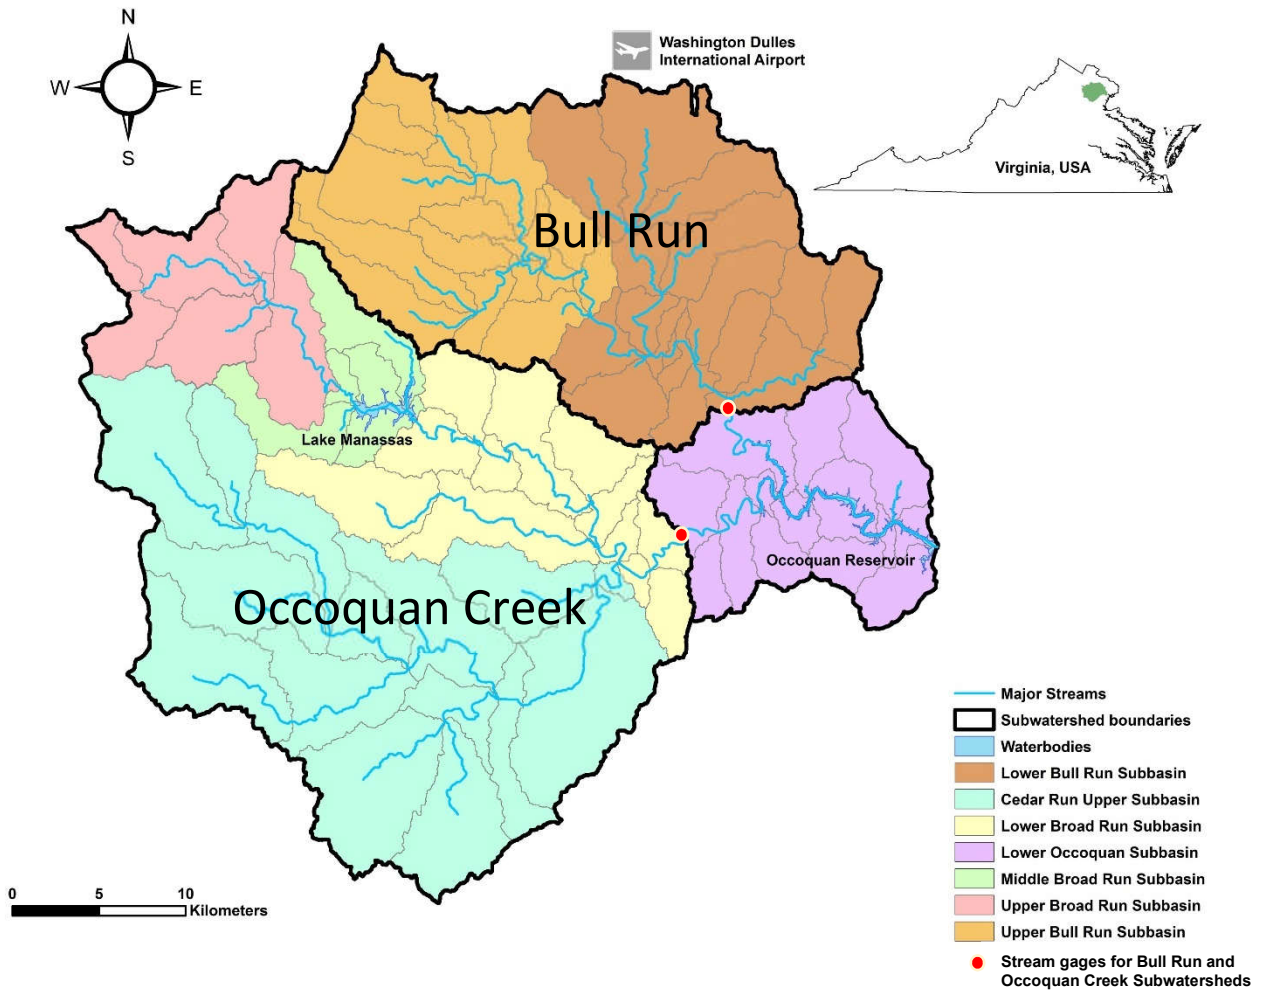 N
W
E
S
Washington Dulles
International Airport
Virginia, USA
Bull Run
Lake Manassas
Occoquan Reservoir
Occoquan Creek
Major Streams
Subwatershed boundaries
Waterbodies
Lower Bull Run Subbasin
Cedar Run Upper Subbasin
Lower Broad Run Subbasin
Lower Occoquan Subbasin
Middle Broad Run Subbasin
Upper Broad Run Subbasin
Upper Bull Run Subbasin
Stream gages for Bull Run and
Occoquan Creek Subwatersheds
0 5 10
Kilometers